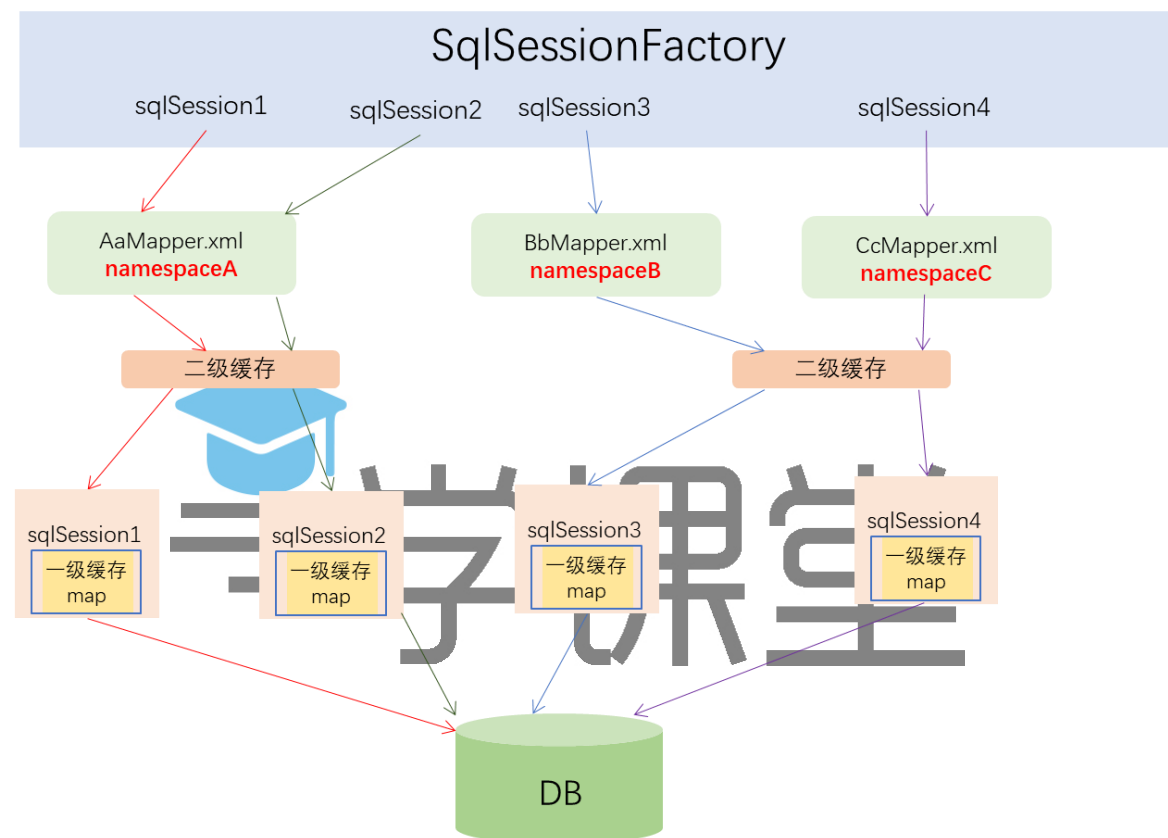 SqlSessionFactory
sqlSession1
sqlSession2
sqlSession3
sqlSession4
AaMapper.xml
namespaceA
BbMapper.xml
namespaceB
CcMapper.xml
namespaceC
二级缓存
二级缓存
sqlSession1
一级缓存
map
sqlSession2
一级缓存
map
sqlSession3
一级缓存
map
sqlSession4
一级缓存
map
学课堂
DB